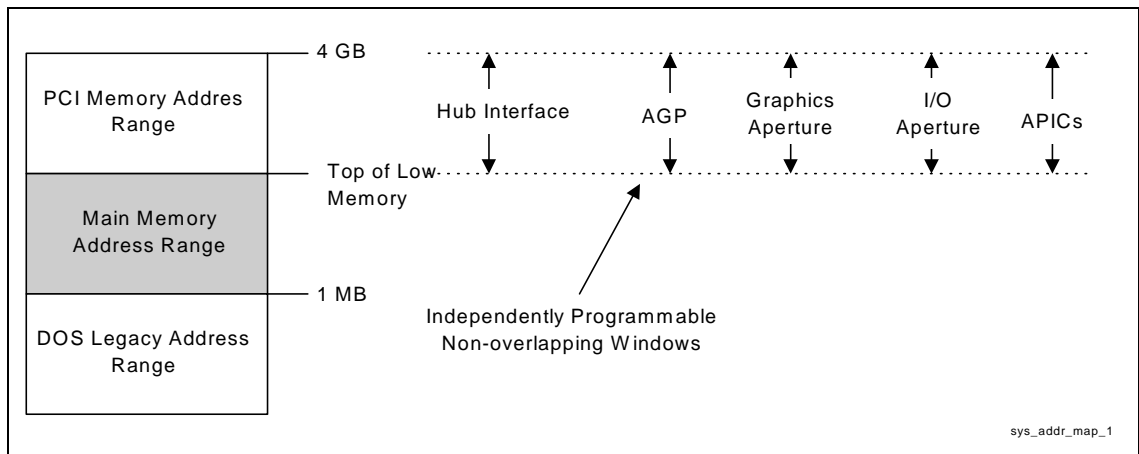 4 GB
PCI Memory Addres
Range
Hub Interface
AGP
Graphics
Aperture
I/O
Aperture
APICs
Top of Low
Memory
Main Memory
Address Range
1 MB
Independently Programmable
Non-overlapping Windows
DOS Legacy Address
Range
sys_addr_map_1